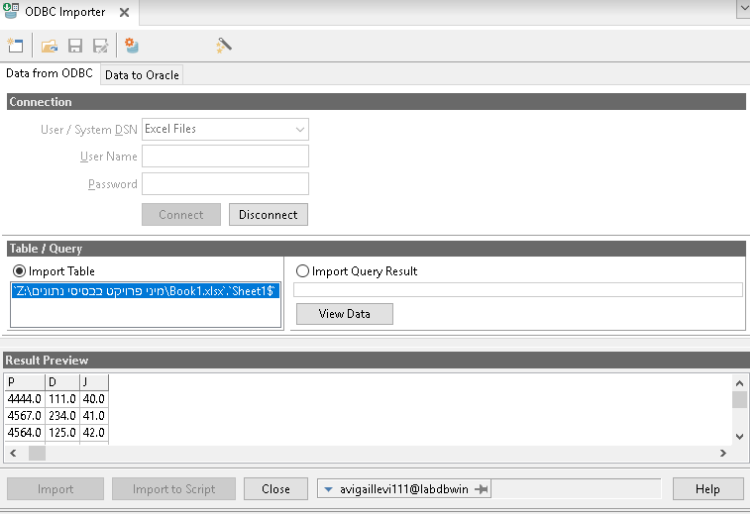 ODBC Importer
Data from ODBC Data to Oracle
Connection
User / System DSN Excel Files
User Name
Password
Connect Disconnect
Table / Query
Import Table Import Query Result
`Z:\מיני פרויקט בבסיסי נתונים\Book1.xlsx`.`Sheet1$`
View Data
Result Preview
P D J
4444.0 111.0 40.0
4567.0 234.0 41.0
4564.0 125.0 42.0
Import Import to Script Close avigaillevi111@labdbwin Help